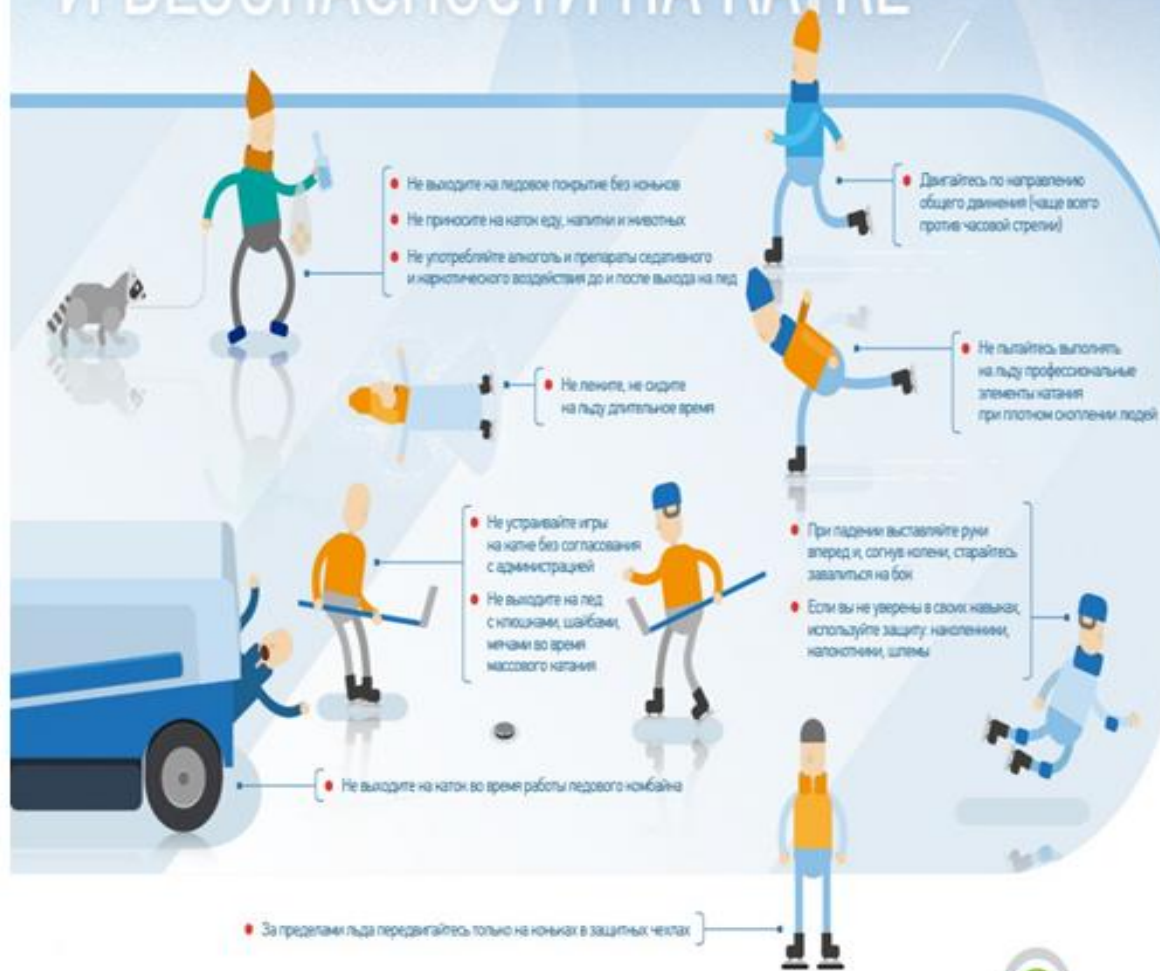 И БЕЗОПАСНОСТИ НА КАТКЕ
Не выходите на ледовое покрытие без коньков
Не приносите на каток еду, напитки и животных
Не употребляйте алкоголь и препараты седативного
и наркотического воздействия до и после выхода на лед
Двигайтесь по направлению
общего движения (чаще всего
против часовой стрелки)
Не лежите, не сидите
на льду длительное время
Не пытайтесь выполнять
на льду профессиональные
элементы катания
при плотном скоплении людей
Не устраивайте игры
на катке без согласования
с администрацией
Не выходите на лед
с клюшками, шайбами,
мячами во время
массового катания
При падении выставляйте руки
вперед и, согнув колени, старайтесь
завалиться на бок
Если вы не уверены в своих навыках,
используйте защиту: наколенники,
налокотники, шлемы
Не выходите на каток во время работы ледового комбайна
За пределами льда передвигайтесь только на коньках в защитных чехлах